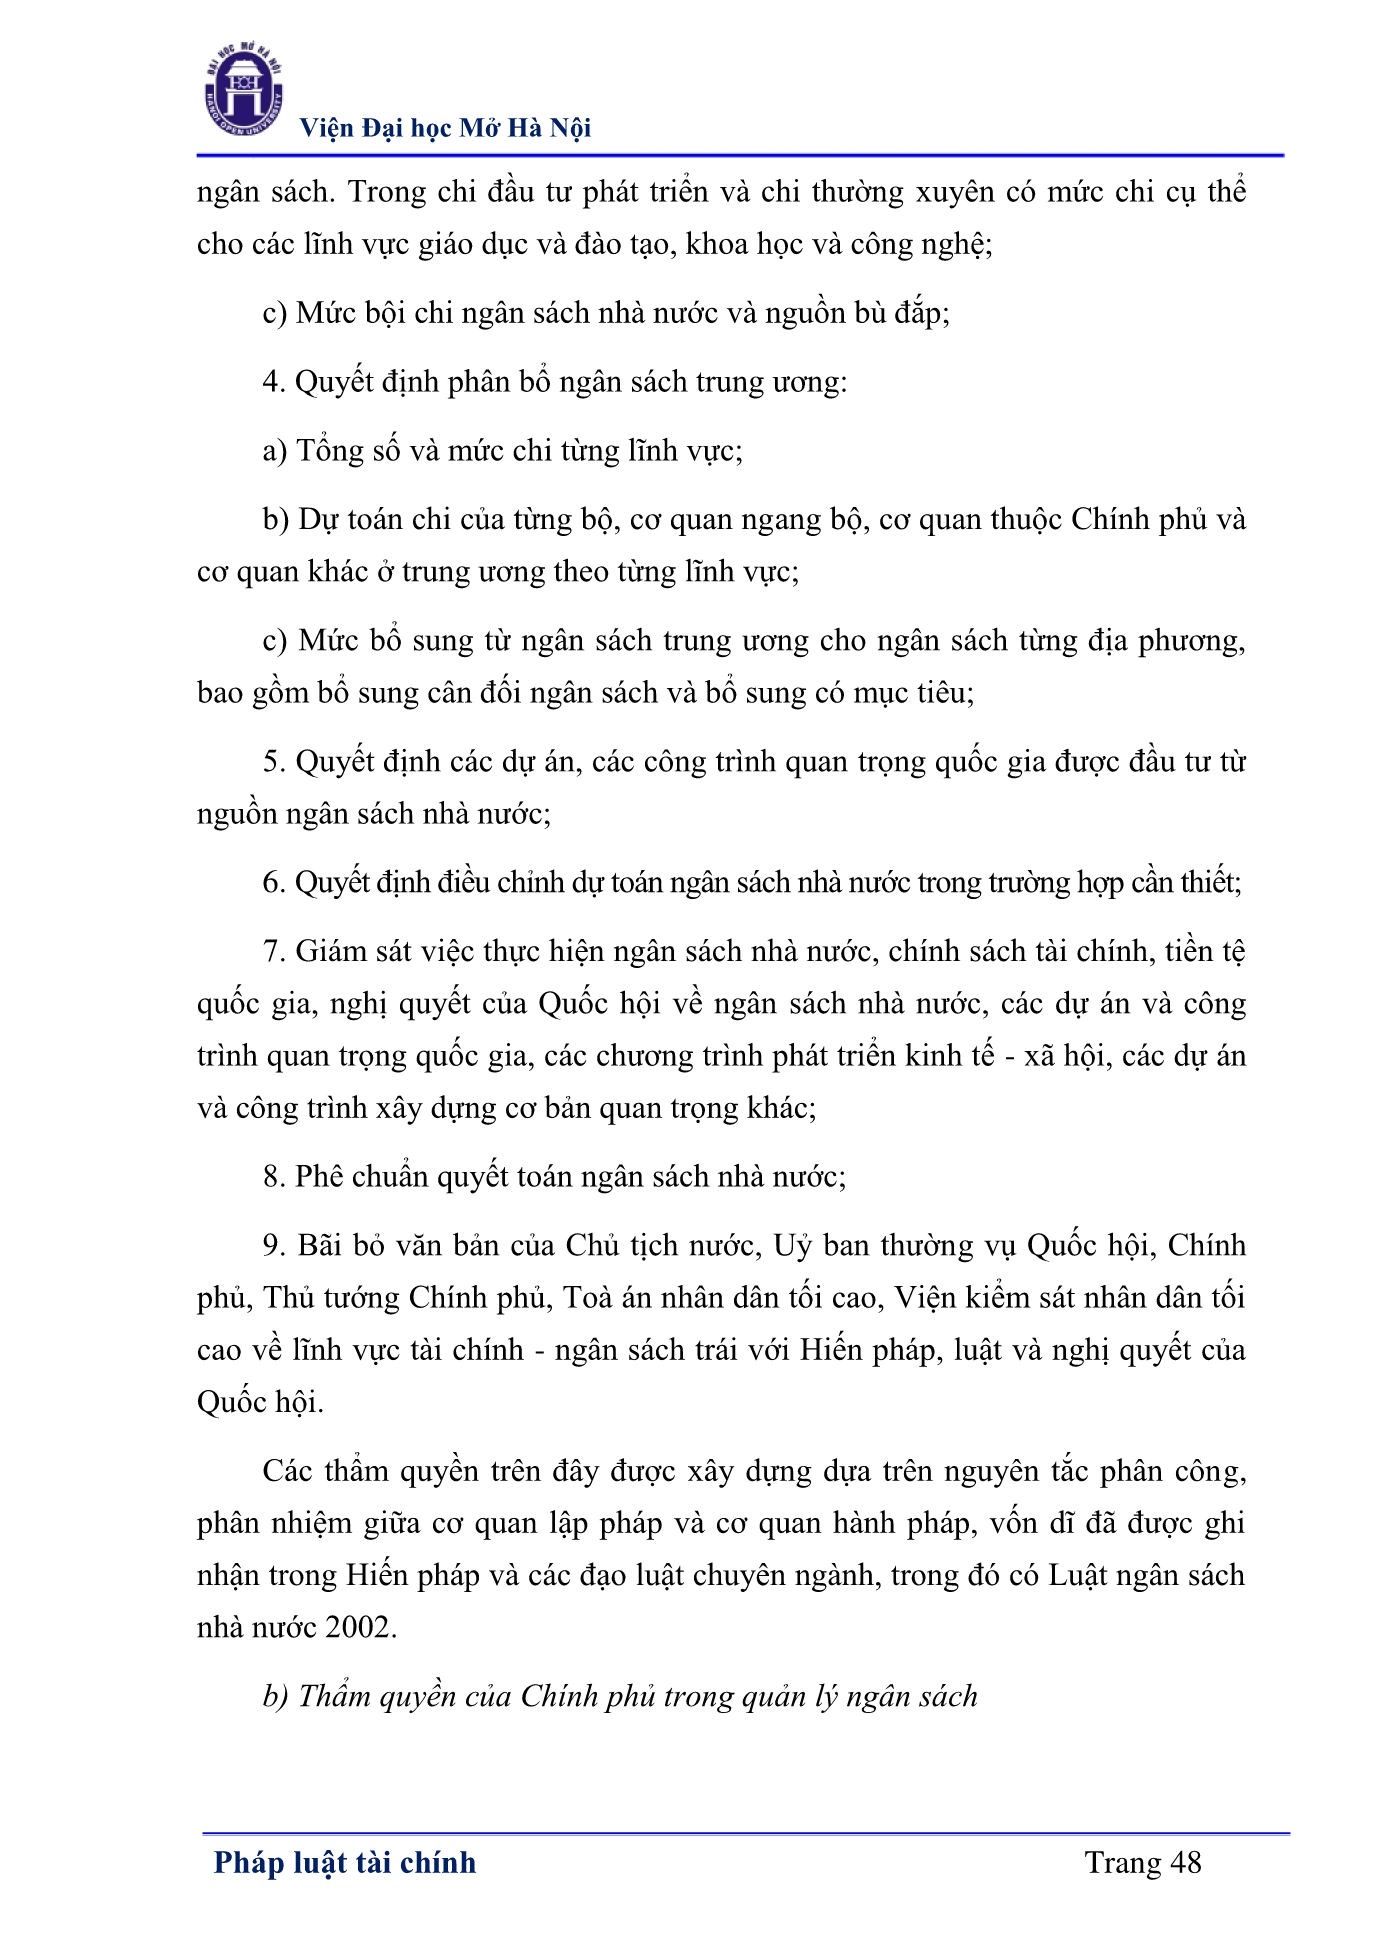 ĐẠI HỌC MỞ HÀ NỘI
HANOI OPEN UNIVERSITY
Viện Đại học Mở Hà Nội
ngân sách. Trong chi đầu tư phát triển và chi thường xuyên có mức chi cụ thể
cho các lĩnh vực giáo dục và đào tạo, khoa học và công nghệ;
c) Mức bội chi ngân sách nhà nước và nguồn bù đắp;
4. Quyết định phân bổ ngân sách trung ương:
a) Tổng số và mức chi từng lĩnh vực;
b) Dự toán chi của từng bộ, cơ quan ngang bộ, cơ quan thuộc Chính phủ và
cơ quan khác ở trung ương theo từng lĩnh vực;
c) Mức bổ sung từ ngân sách trung ương cho ngân sách từng địa phương,
bao gồm bổ sung cân đối ngân sách và bổ sung có mục tiêu;
5. Quyết định các dự án, các công trình quan trọng quốc gia được đầu tư từ
nguồn ngân sách nhà nước;
6. Quyết định điều chỉnh dự toán ngân sách nhà nước trong trường hợp cần thiết;
7. Giám sát việc thực hiện ngân sách nhà nước, chính sách tài chính, tiền tệ
quốc gia, nghị quyết của Quốc hội về ngân sách nhà nước, các dự án và công
trình quan trọng quốc gia, các chương trình phát triển kinh tế - xã hội, các dự án
và công trình xây dựng cơ bản quan trọng khác;
8. Phê chuẩn quyết toán ngân sách nhà nước;
9. Bãi bỏ văn bản của Chủ tịch nước, Uỷ ban thường vụ Quốc hội, Chính
phủ, Thủ tướng Chính phủ, Toà án nhân dân tối cao, Viện kiểm sát nhân dân tối
cao về lĩnh vực tài chính - ngân sách trái với Hiến pháp, luật và nghị quyết của
Quốc hội.
Các thẩm quyền trên đây được xây dựng dựa trên nguyên tắc phân công,
phân nhiệm giữa cơ quan lập pháp và cơ quan hành pháp, vốn dĩ đã được ghi
nhận trong Hiến pháp và các đạo luật chuyên ngành, trong đó có Luật ngân sách
nhà nước 2002.
b) Thẩm quyền của Chính phủ trong quản lý ngân sách
Pháp luật tài chính Trang 48